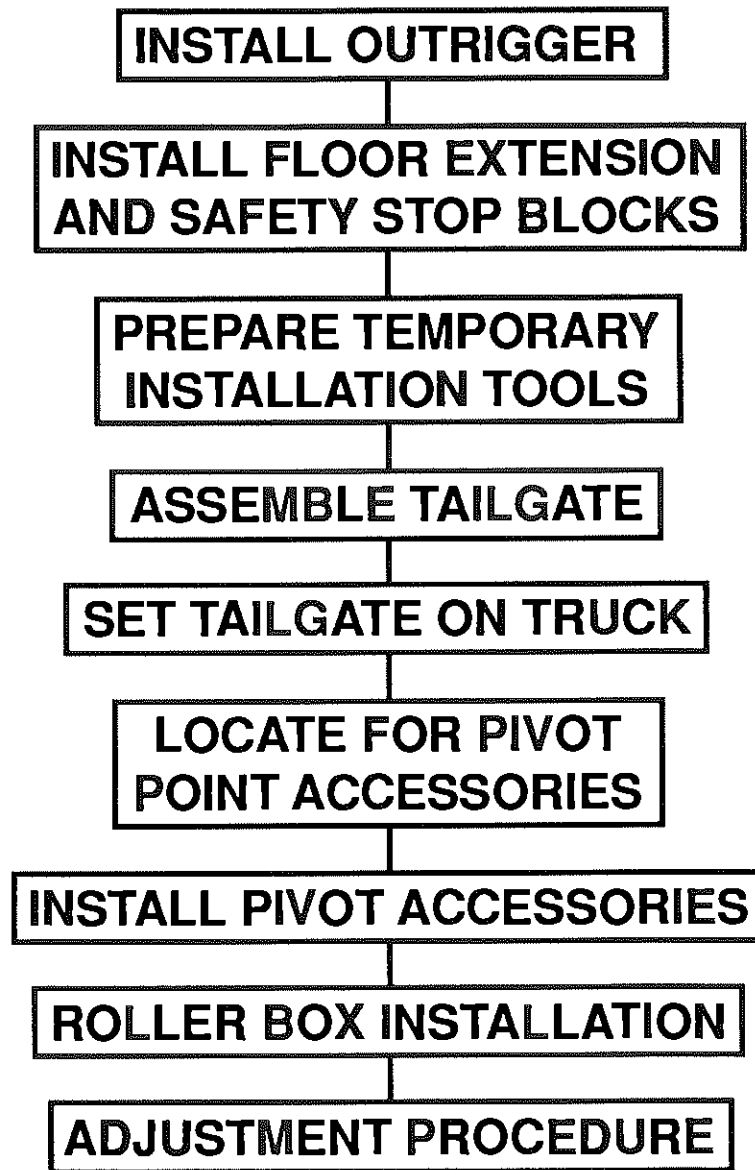 INSTALL OUTRIGGER
INSTALL FLOOR EXTENSION
AND SAFETY STOP BLOCKS
PREPARE TEMPORARY
INSTALLATION TOOLS
ASSEMBLE TAILGATE
SET TAILGATE ON TRUCK
LOCATE FOR PIVOT
POINT ACCESSORIES
INSTALL PIVOT ACCESSORIES
ROLLER BOX INSTALLATION
ADJUSTMENT PROCEDURE